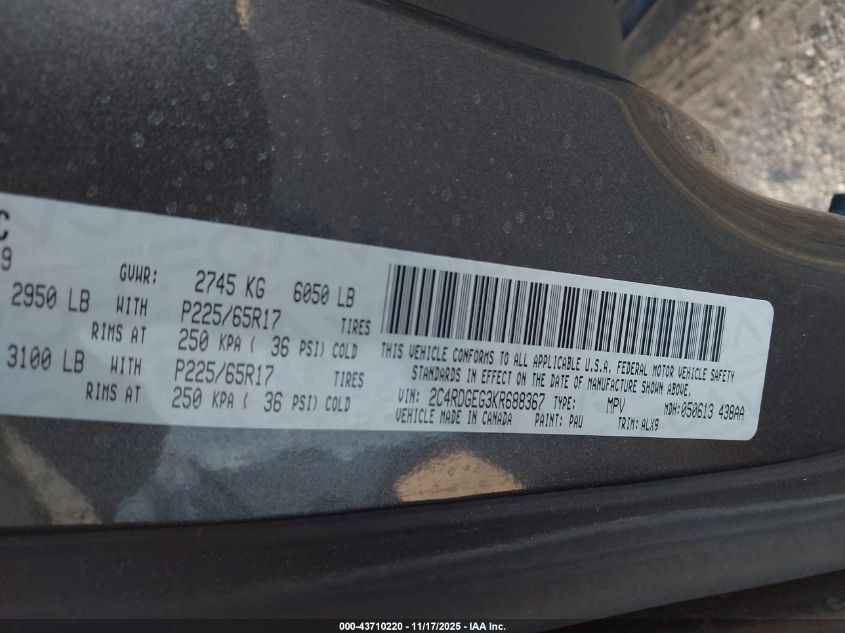 C
9
GVWR: 2745 KG 6050 LB
2950 LB WITH P225/65R17 TIRES
RIMS AT 250 KPA ( 36 PSI) COLD
3100 LB WITH P225/65R17 TIRES
RIMS AT 250 KPA ( 36 PSI) COLD
THIS VEHICLE CONFORMS TO ALL APPLICABLE U.S.A. FEDERAL MOTOR VEHICLE SAFETY
STANDARDS IN EFFECT ON THE DATE OF MANUFACTURE SHOWN ABOVE.
VIN: 2C4RDGEG3KR688367 TYPE: MPV MDH: 050613 438AA
VEHICLE MADE IN CANADA PAINT: PAU TRIM: ALX9
000-43710220 - 11/17/2025 - IAA Inc.